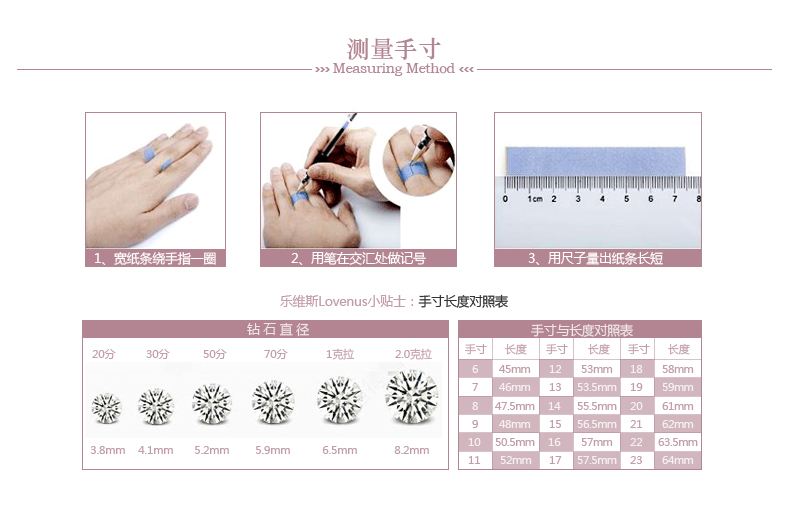 测量手寸
››› Measuring Method ‹‹‹
1、宽纸条绕手指一圈
2、用笔在交汇处做记号
0 1cm 2 3 4 5 6 7 8
3、用尺子量出纸条长短
乐维斯Lovenus小贴士：手寸长度对照表
钻石直径
20分 30分 50分 70分 1克拉 2.0克拉
3.8mm 4.1mm 5.2mm 5.9mm 6.5mm 8.2mm
手寸与长度对照表
手寸 长度 手寸 长度 手寸 长度
6 45mm 12 53mm 18 58mm
7 46mm 13 53.5mm 19 59mm
8 47.5mm 14 55.5mm 20 61mm
9 48mm 15 56.5mm 21 62mm
10 50.5mm 16 57mm 22 63.5mm
11 52mm 17 57.5mm 23 64mm